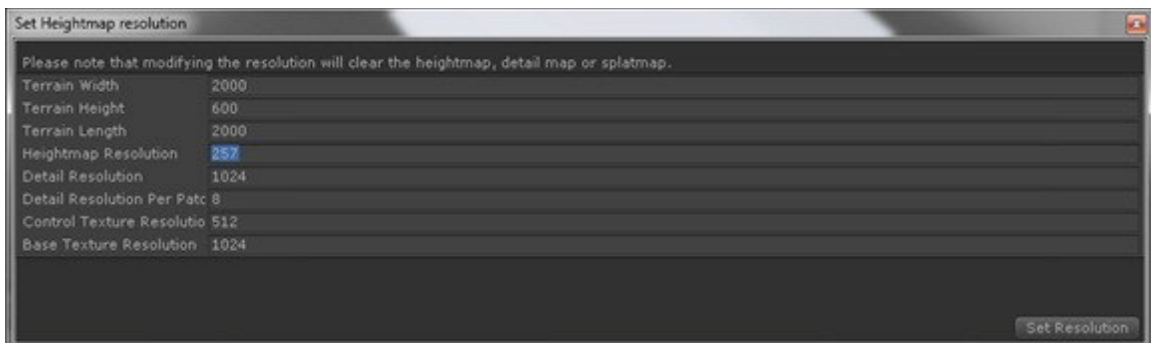 Set Heightmap resolution
Please note that modifying the resolution will clear the heightmap, detail map or splatmap.
Terrain Width 2000
Terrain Height 600
Terrain Length 2000
Heightmap Resolution 257
Detail Resolution 1024
Detail Resolution Per Patc 8
Control Texture Resolutio 512
Base Texture Resolution 1024
Set Resolution